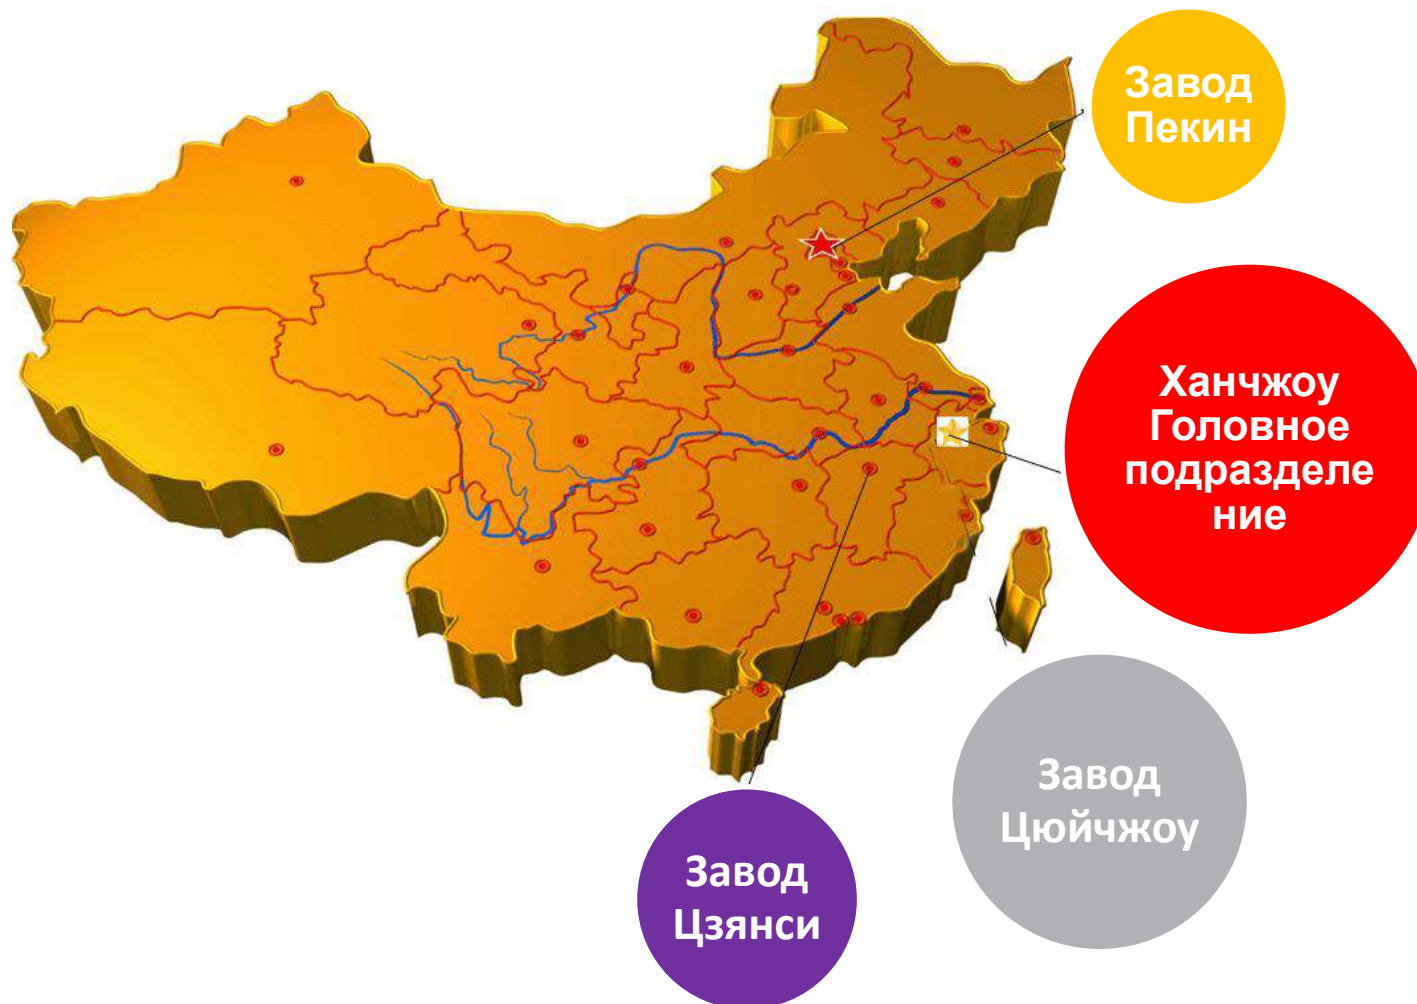 Завод
Пекин
Ханчжоу
Головное
подразделе
ние
Завод
Цюйчжоу
Завод
Цзянси